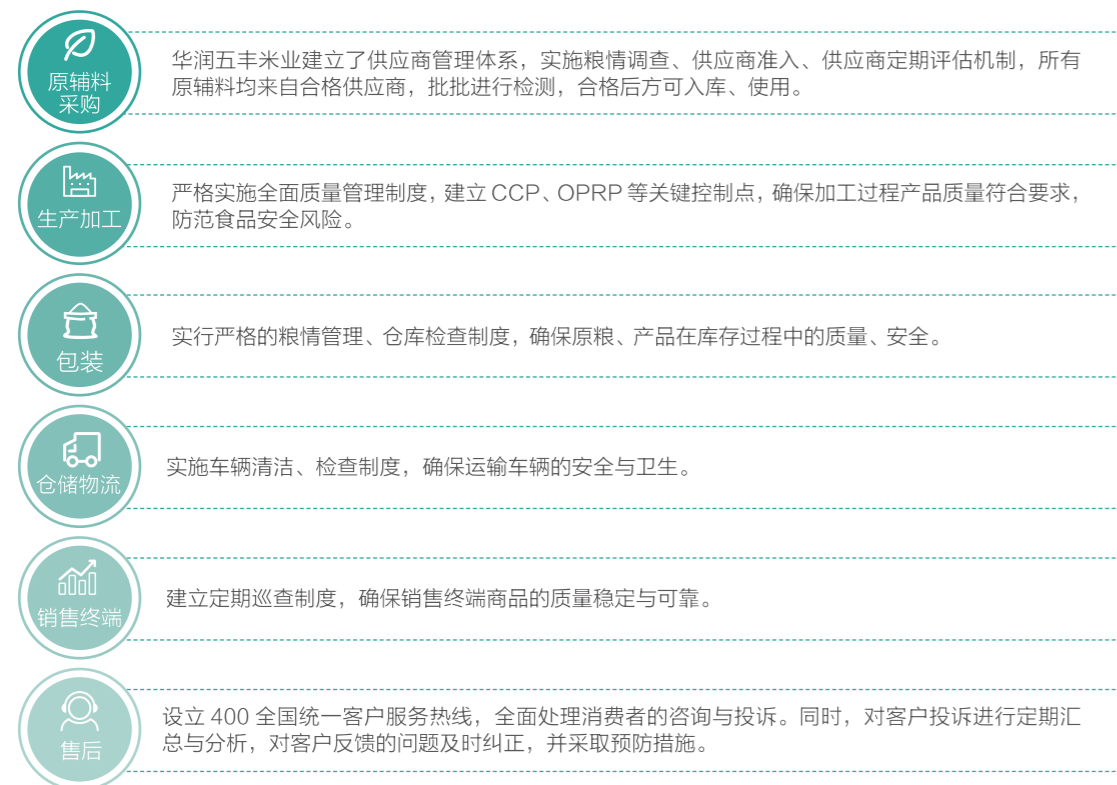 原辅料
采购
华润五丰米业建立了供应商管理体系，实施粮情调查、供应商准入、供应商定期评估机制，所有
原辅料均来自合格供应商，批批进行检测，合格后方可入库、使用。
生产加工
严格实施全面质量管理制度，建立 CCP、OPRP 等关键控制点，确保加工过程产品质量符合要求，
防范食品安全风险。
包装
实行严格的粮情管理、仓库检查制度，确保原粮、产品在库存过程中的质量、安全。
仓储物流
实施车辆清洁、检查制度，确保运输车辆的安全与卫生。
销售终端
建立定期巡查制度，确保销售终端商品的质量稳定与可靠。
售后
设立 400 全国统一客户服务热线，全面处理消费者的咨询与投诉。同时，对客户投诉进行定期汇
总与分析，对客户反馈的问题及时纠正，并采取预防措施。